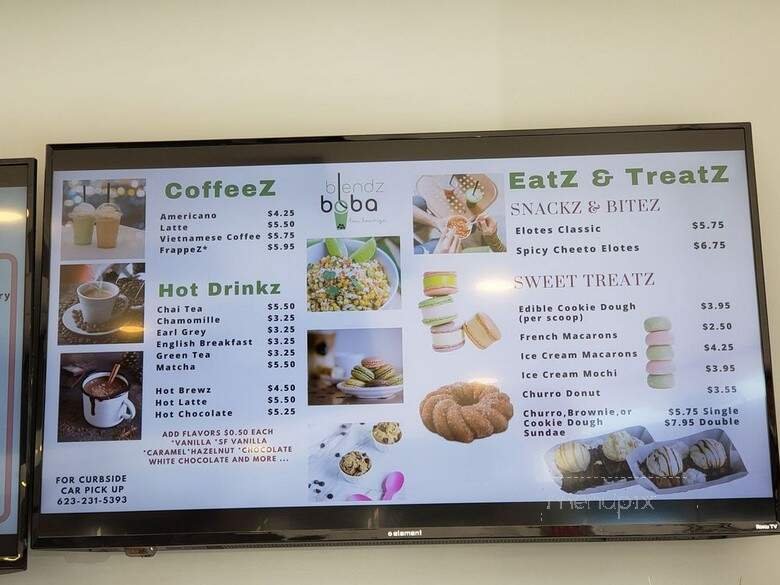 ry
CoffeeZ
Americano $4.25
Latte $5.50
Vietnamese Coffee $5.75
FrappeZ* $5.95
Hot Drinkz
Chai Tea $5.50
Chamomille $3.25
Earl Grey $3.25
English Breakfast $3.25
Green Tea $3.25
Matcha $5.50
Hot Brewz $4.50
Hot Latte $5.50
Hot Chocolate $5.25
ADD FLAVORS $0.50 EACH
*VANILLA *SF VANILLA
*CARAMEL*HAZELNUT *CHOCOLATE
WHITE CHOCOLATE AND MORE ...
FOR CURBSIDE
CAR PICK UP
623-231-5393
blendz
boba
tea lounge
EatZ & TreatZ
SNACKZ & BITEZ
Elotes Classic $5.75
Spicy Cheeto Elotes $6.75
SWEET TREATZ
Edible Cookie Dough $3.95
(per scoop)
French Macarons $2.50
Ice Cream Macarons $4.25
Ice Cream Mochi $3.95
Churro Donut $3.55
Churro,Brownie,or $5.75 Single
Cookie Dough $7.95 Double
Sundae
menupix
element
Roku TV